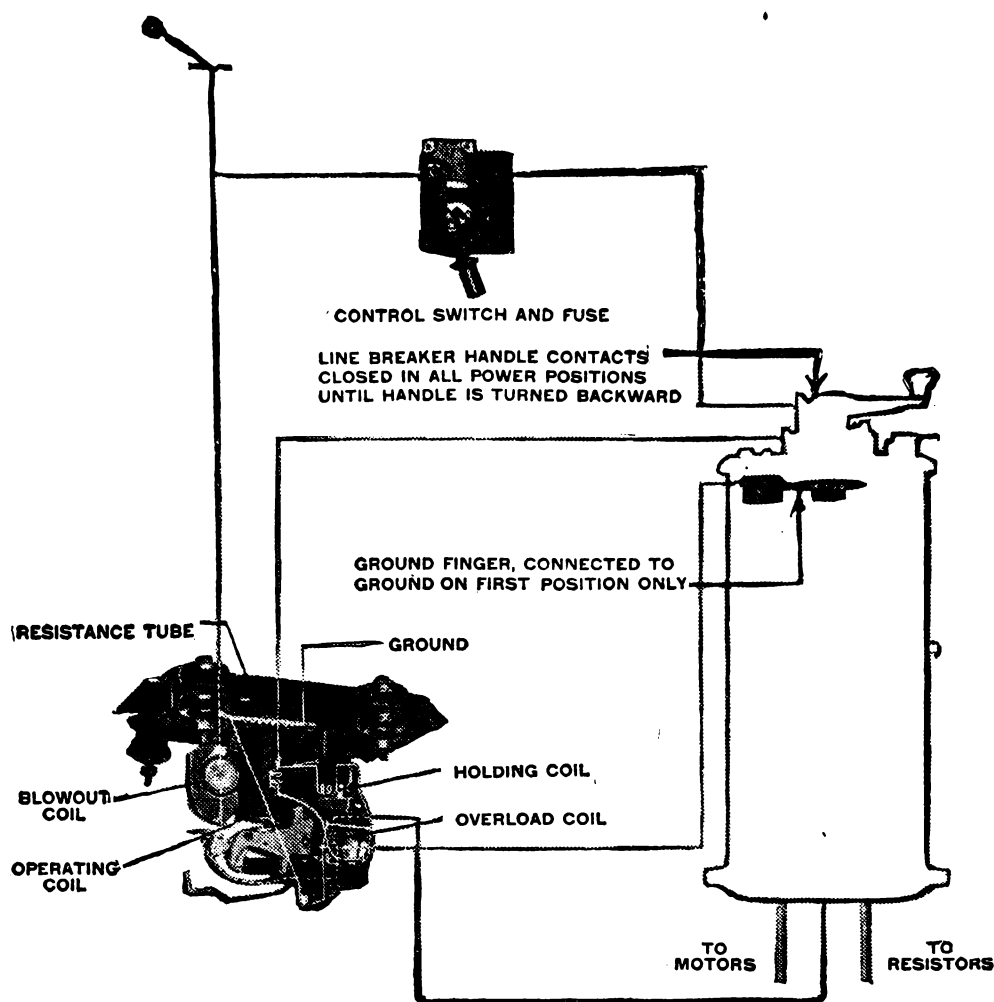 CONTROL SWITCH AND FUSE
LINE BREAKER HANDLE CONTACTS
CLOSED IN ALL POWER POSITIONS
UNTIL HANDLE IS TURNED BACKWARD
GROUND FINGER, CONNECTED TO
GROUND ON FIRST POSITION ONLY
RESISTANCE TUBE
GROUND
HOLDING COIL
BLOWOUT
COIL
OVERLOAD COIL
OPERATING
COIL
TO
MOTORS
TO
RESISTORS